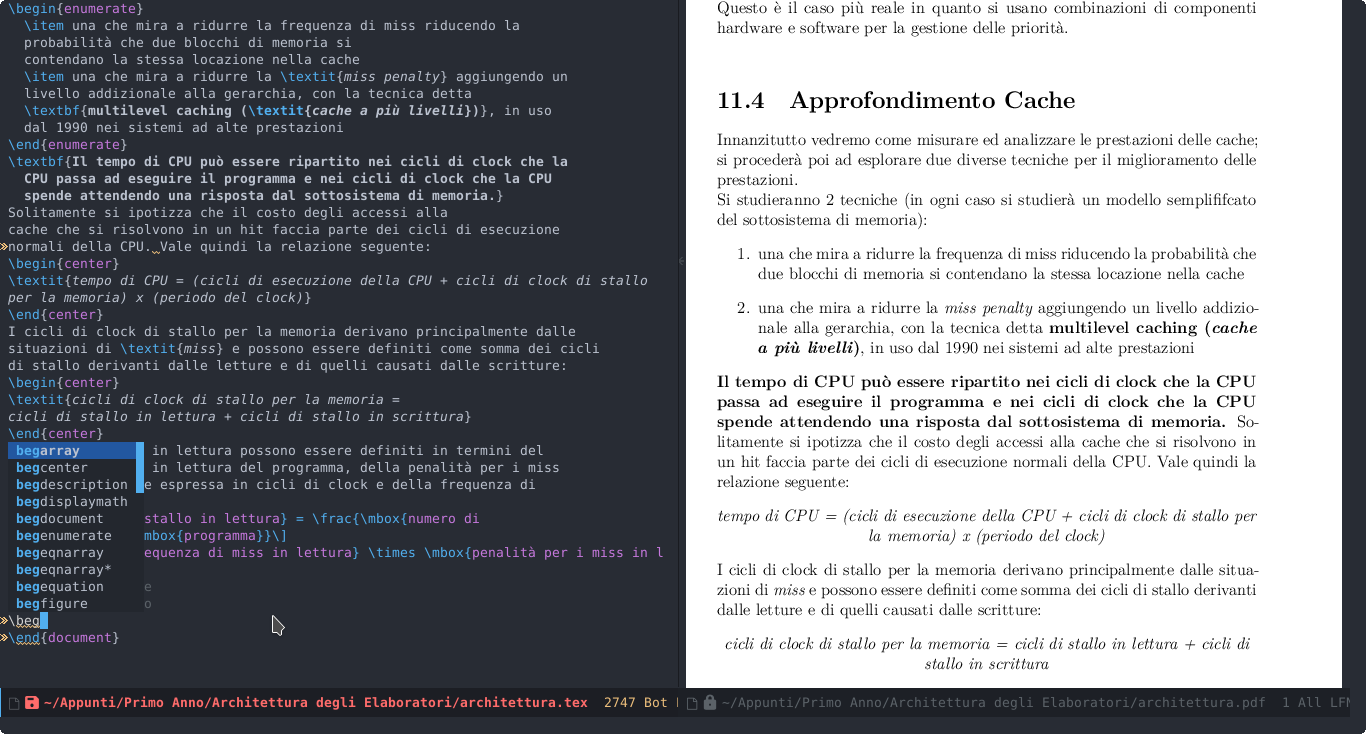 \begin{enumerate}
\item una che mira a ridurre la frequenza di miss riducendo la
probabilità che due blocchi di memoria si
contendano la stessa locazione nella cache
\item una che mira a ridurre la \textit{miss penalty} aggiungendo un
livello addizionale alla gerarchia, con la tecnica detta
\textbf{multilevel caching (\textit{cache a più livelli})}, in uso
dal 1990 nei sistemi ad alte prestazioni
\end{enumerate}
\textbf{Il tempo di CPU può essere ripartito nei cicli di clock che la
CPU passa ad eseguire il programma e nei cicli di clock che la CPU
spende attendendo una risposta dal sottosistema di memoria.}
Solitamente si ipotizza che il costo degli accessi alla
cache che si risolvono in un hit faccia parte dei cicli di esecuzione
normali della CPU. Vale quindi la relazione seguente:
\begin{center}
\textit{tempo di CPU = (cicli di esecuzione della CPU + cicli di clock di stallo
per la memoria) x (periodo del clock)}
\end{center}
I cicli di clock di stallo per la memoria derivano principalmente dalle
situazioni di \textit{miss} e possono essere definiti come somma dei cicli
di stallo derivanti dalle letture e di quelli causati dalle scritture:
\begin{center}
\textit{cicli di clock di stallo per la memoria =
cicli di stallo in lettura + cicli di stallo in scrittura}
\end{center}
begarray in lettura possono essere definiti in termini del
begcenter in lettura del programma, della penalità per i miss
begdescription e espressa in cicli di clock e della frequenza di
begdisplaymath
begdocument stallo in lettura} = \frac{\mbox{numero di
begenumerate mbox{programma}}\]
begeqnarray equenza di miss in lettura} \times \mbox{penalità per i miss in l
begeqnarray*
begequation e
begfigure o
\beg
\end{document}
~/Appunti/Primo Anno/Architettura degli Elaboratori/architettura.tex 2747 Bot
Questo è il caso più reale in quanto si usano combinazioni di componenti
hardware e software per la gestione delle priorità.
11.4 Approfondimento Cache
Innanzitutto vedremo come misurare ed analizzare le prestazioni delle cache;
si procederà poi ad esplorare due diverse tecniche per il miglioramento delle
prestazioni.
Si studieranno 2 tecniche (in ogni caso si studierà un modello semplififcato
del sottosistema di memoria):
1. una che mira a ridurre la frequenza di miss riducendo la probabilità che
due blocchi di memoria si contendano la stessa locazione nella cache
2. una che mira a ridurre la miss penalty aggiungendo un livello addizio-
nale alla gerarchia, con la tecnica detta multilevel caching (cache
a più livelli), in uso dal 1990 nei sistemi ad alte prestazioni
Il tempo di CPU può essere ripartito nei cicli di clock che la CPU
passa ad eseguire il programma e nei cicli di clock che la CPU
spende attendendo una risposta dal sottosistema di memoria. So-
litamente si ipotizza che il costo degli accessi alla cache che si risolvono in
un hit faccia parte dei cicli di esecuzione normali della CPU. Vale quindi la
relazione seguente:
tempo di CPU = (cicli di esecuzione della CPU + cicli di clock di stallo per
la memoria) x (periodo del clock)
I cicli di clock di stallo per la memoria derivano principalmente dalle situa-
zioni di miss e possono essere definiti come somma dei cicli di stallo derivanti
dalle letture e di quelli causati dalle scritture:
cicli di clock di stallo per la memoria = cicli di stallo in lettura + cicli di
stallo in scrittura
~/Appunti/Primo Anno/Architettura degli Elaboratori/architettura.pdf 1 All LF